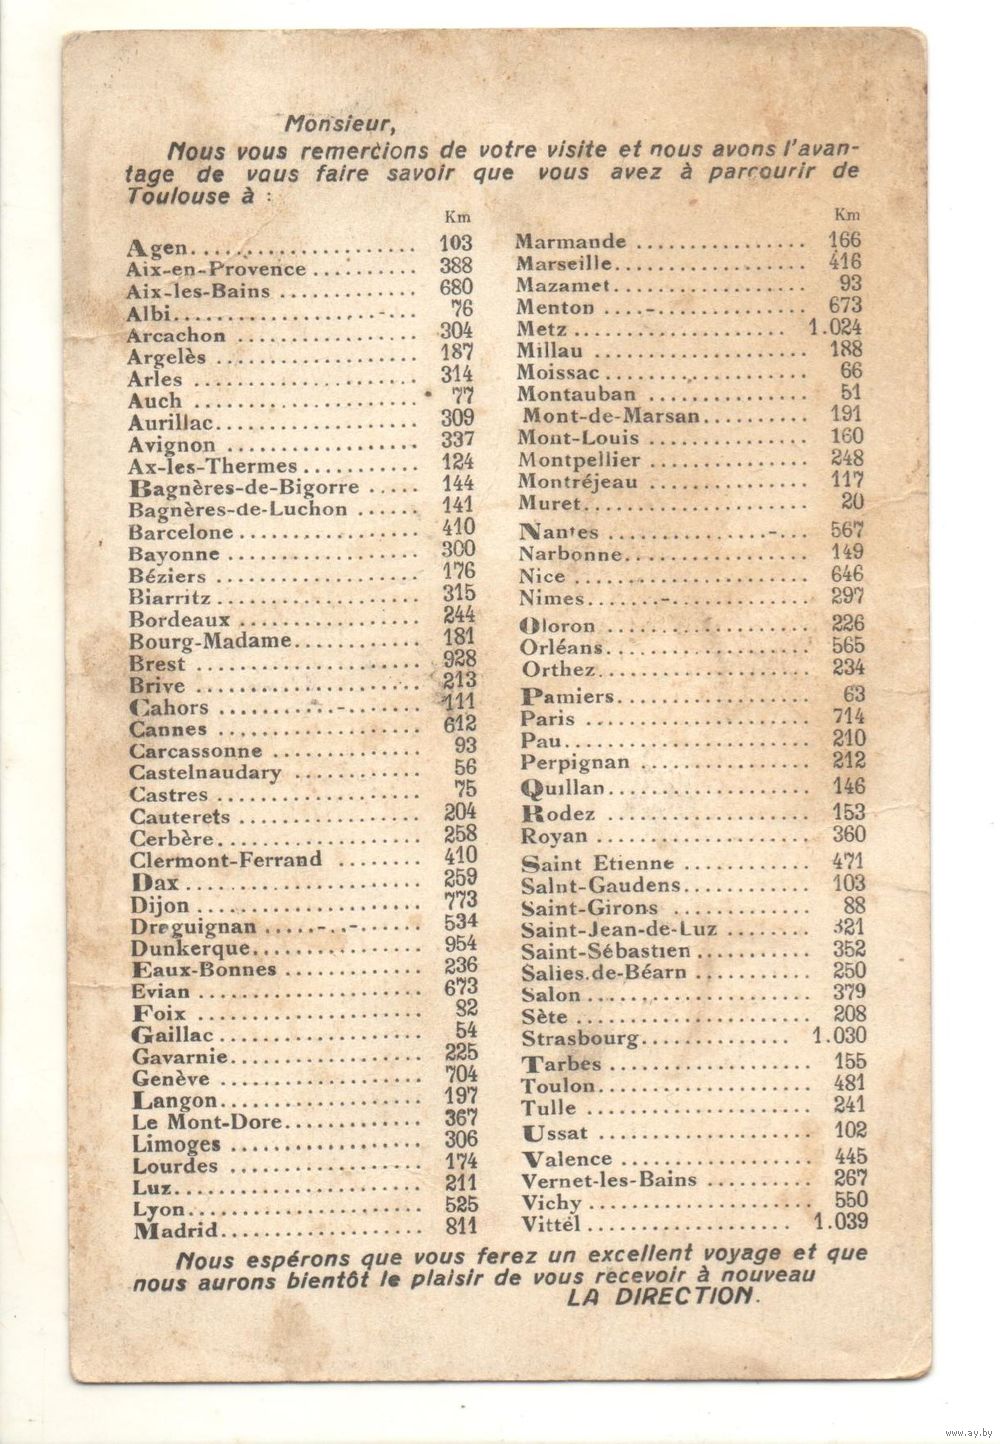 Monsieur,
Nous vous remercions de votre visite et nous avons l'avan-
tage de vous faire savoir que vous avez à parcourir de
Toulouse à :
Km
Agen.................... 103
Aix-en-Provence .......... 388
Aix-les-Bains ............. 680
Albi...................-... 76
Arcachon ................. 304
Argelès ................... 187
Arles ..................... 314
Auch ..................... 77
Aurillac................... 309
Avignon .................. 337
Ax-les-Thermes ........... 124
Bagnères-de-Bigorre ..... 144
Bagnères-de-Luchon ...... 141
Barcelone ................. 410
Bayonne .................. 300
Béziers ................... 176
Biarritz ................... 315
Bordeaux ................. 244
Bourg-Madame............ 181
Brest ..................... 928
Brive ..................... 213
Cahors ...........-....... 111
Cannes ................... 612
Carcassonne .............. 93
Castelnaudary ............ 56
Castres ................... 75
Cauterets ................. 204
Cerbère................... 258
Clermont-Ferrand ........ 410
Dax...................... 259
Dijon ..................... 773
Draguignan .....-..-...... 534
Dunkerque................ 954
Eaux-Bonnes ............. 236
Evian ..................... 673
Foix ..................... 82
Gaillac ................... 54
Gavarnie.................. 225
Genève ................... 704
Langon................... 197
Le Mont-Dore............. 367
Limoges .................. 306
Lourdes .................. 174
Luz....................... 211
Lyon...................... 525
Madrid................... 811
Km
Marmande ................ 166
Marseille.................. 416
Mazamet.................. 93
Menton ....-.............. 673
Metz .................... 1.024
Millau .................... 188
Moissac ................... 66
Montauban ............... 51
Mont-de-Marsan.......... 191
Mont-Louis ............... 160
Montpellier ............... 248
Montréjeau ............... 117
Muret..................... 20
Nantes ...............-... 567
Narbonne................. 149
Nice ...................... 646
Nimes.......-............. 297
Oloron ................... 226
Orléans................... 565
Orthez.................... 234
Pamiers.................. 63
Paris ..................... 714
Pau....................... 210
Perpignan ................ 212
Quillan................... 146
Rodez ................... 153
Royan .................... 360
Saint Etienne ............ 471
Saint-Gaudens............ 103
Saint-Girons ............. 88
Saint-Jean-de-Luz ........ 321
Saint-Sébastien ........... 352
Salies.de-Béarn ........... 250
Salon ..................... 379
Sète ...................... 208
Strasbourg.............. 1.030
Tarbes ................... 155
Toulon.................... 481
Tulle ..................... 241
Ussat .................... 102
Valence .................. 445
Vernet-les-Bains .......... 267
Vichy ..................... 550
Vittel ................... 1.039
Nous espérons que vous ferez un excellent voyage et que
nous aurons bientôt le plaisir de vous recevoir à nouveau
LA DIRECTION.
www.ay.by